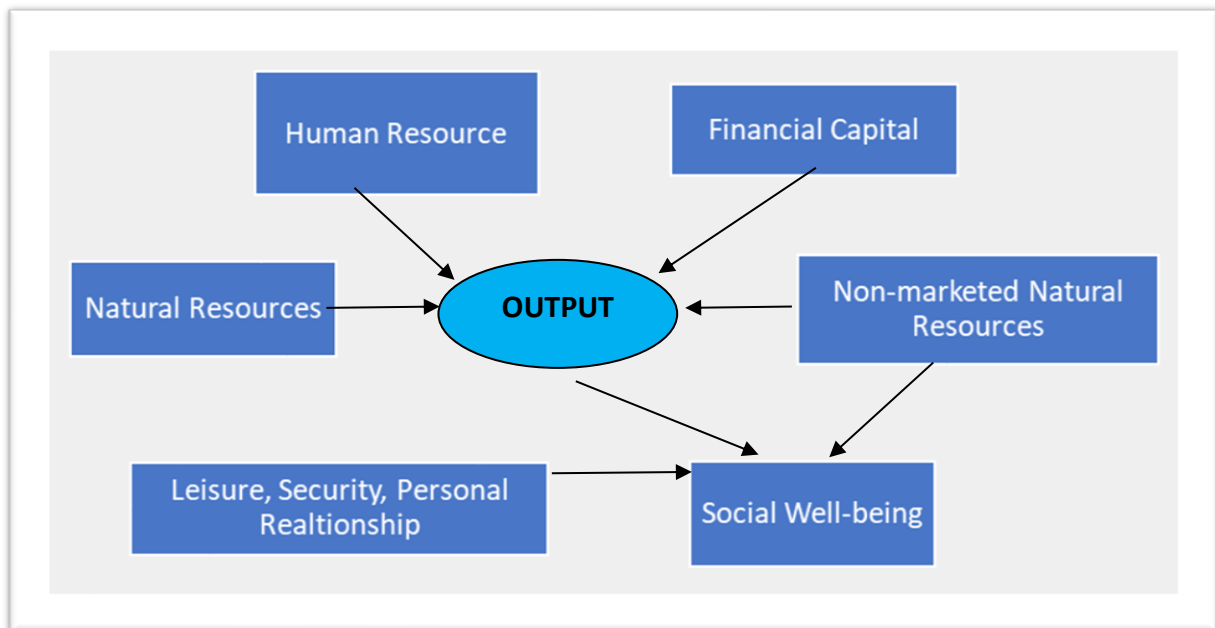 Human Resource
Financial Capital
Natural Resources
OUTPUT
Non-marketed Natural
Resources
Leisure, Security, Personal
Realtionship
Social Well-being